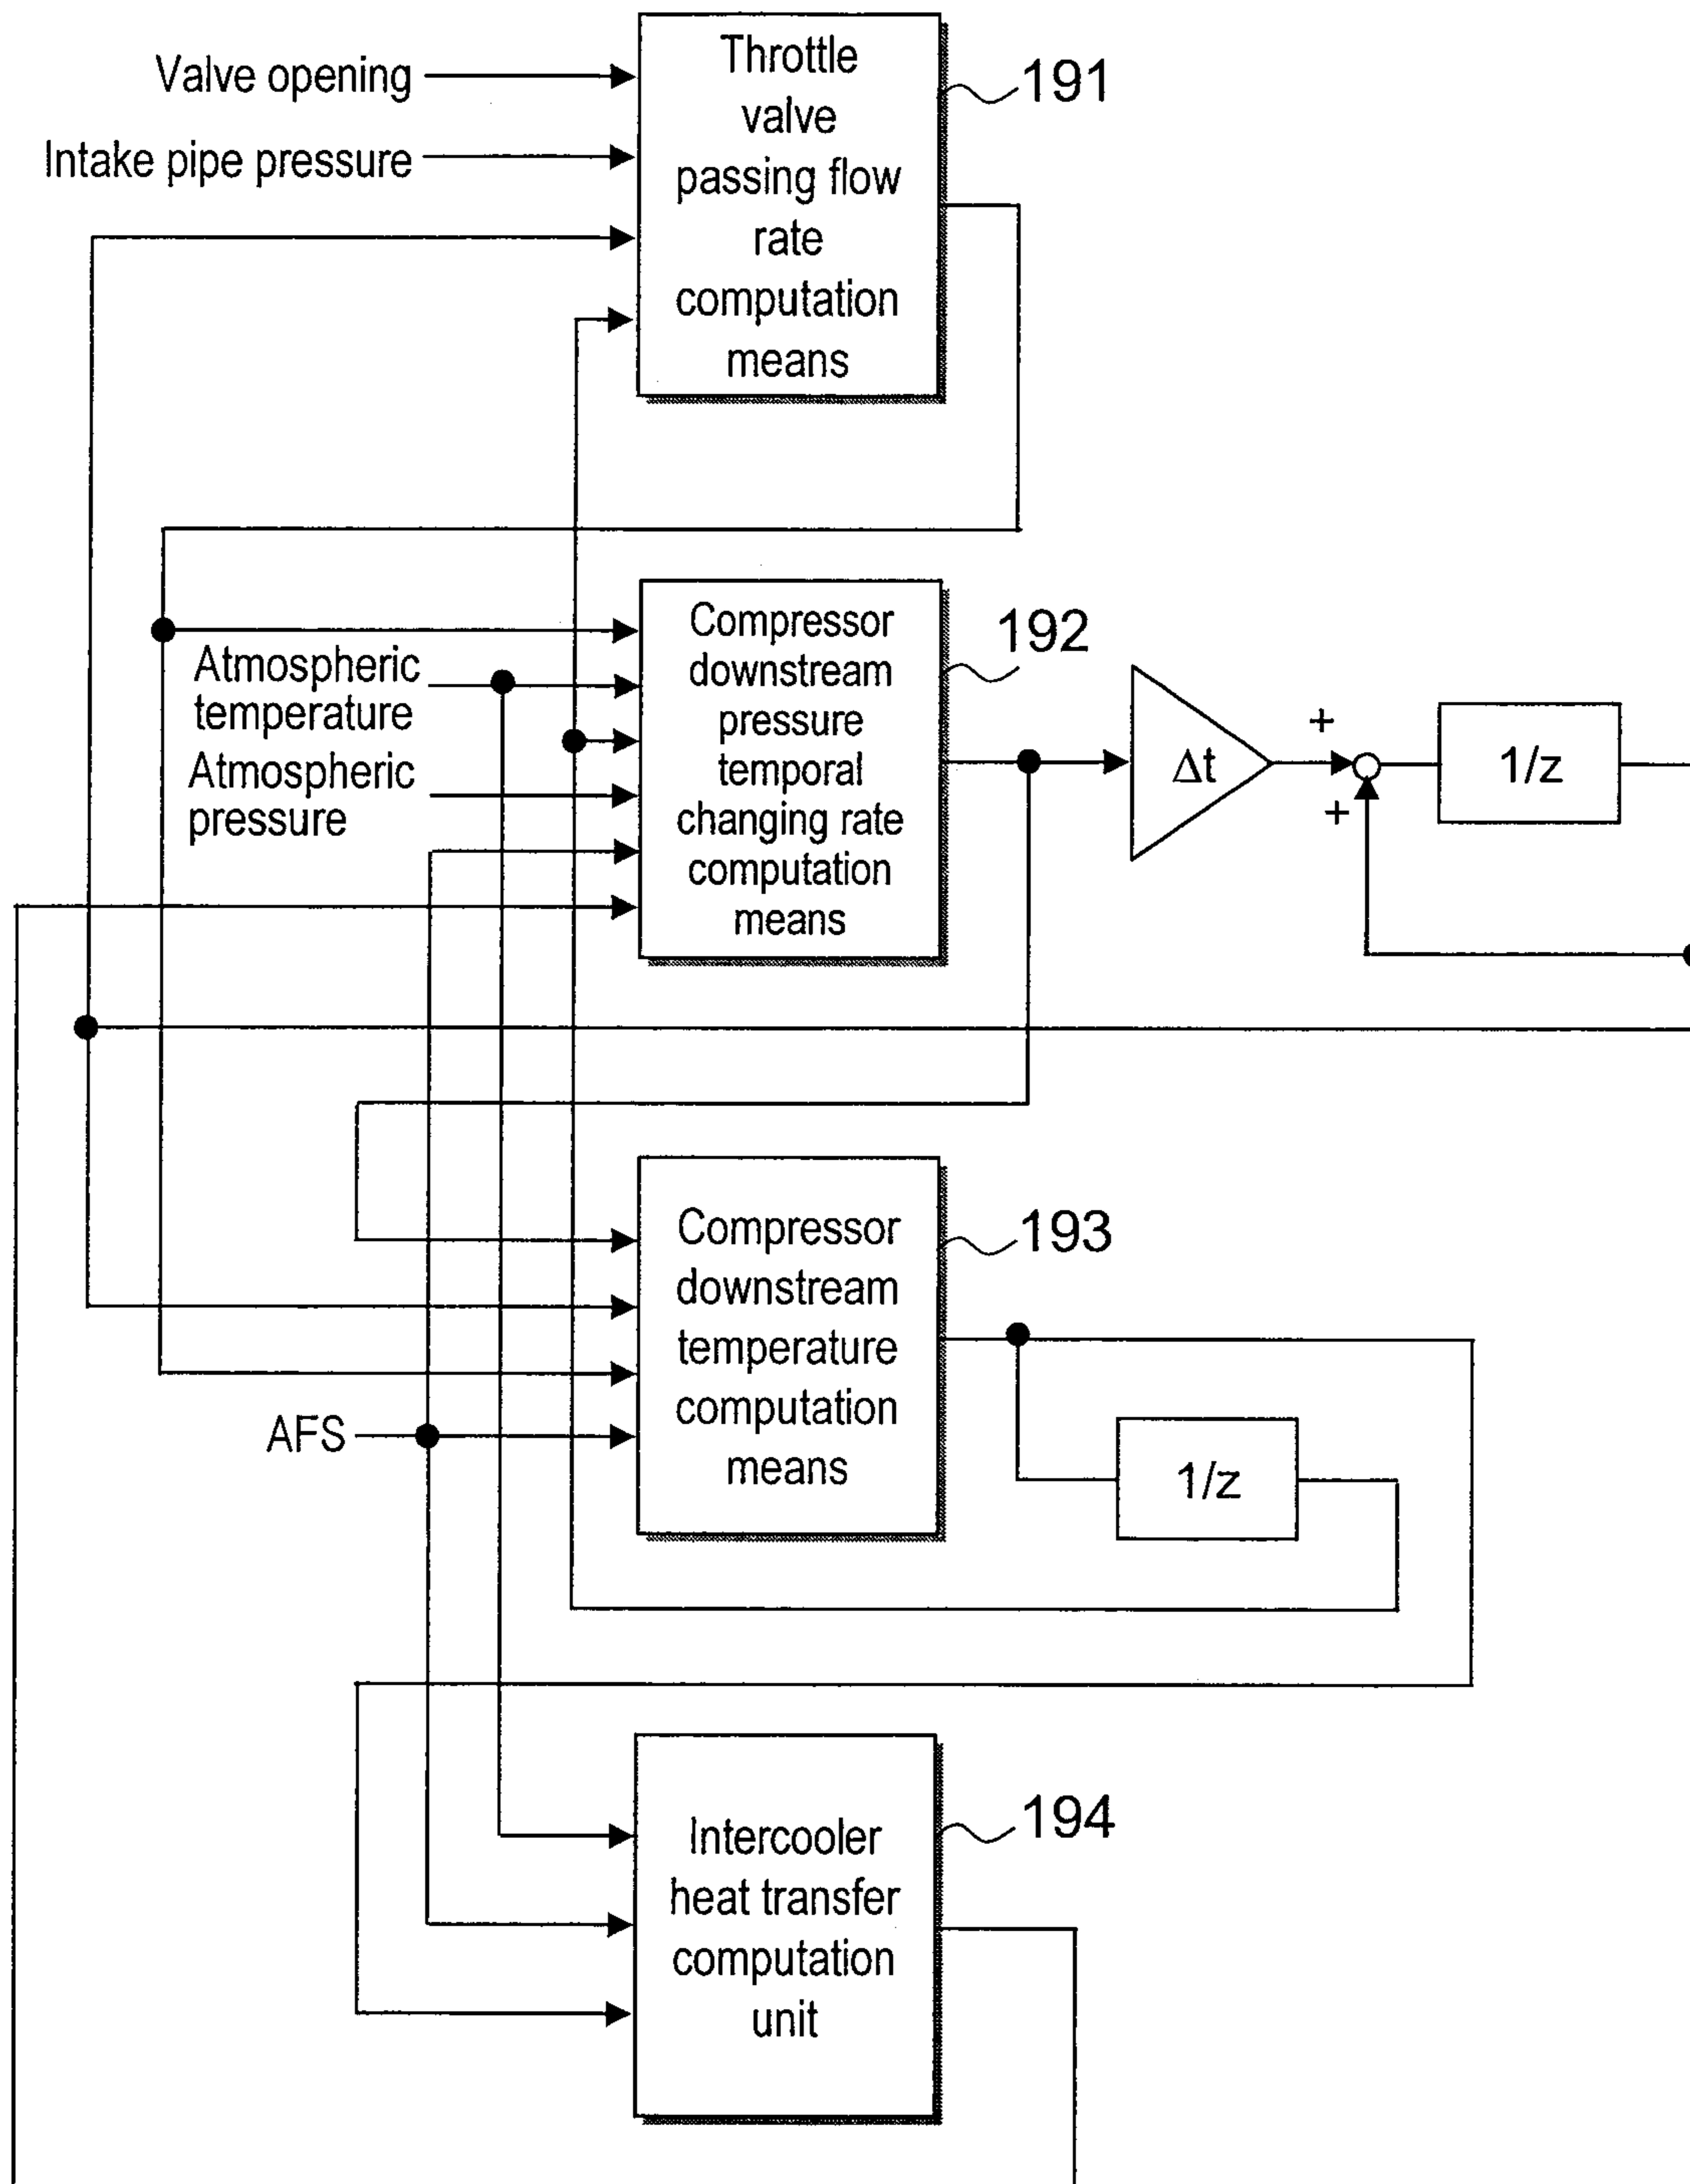 Valve opening
Intake pipe pressure
Throttle
valve
passing flow
rate
computation
means
191
Atmospheric
temperature
Atmospheric
pressure
Compressor
downstream
pressure
temporal
changing rate
computation
means
192
Δt
+
+
1/z
Compressor
downstream
temperature
computation
means
193
AFS
1/z
Intercooler
heat transfer
computation
unit
194